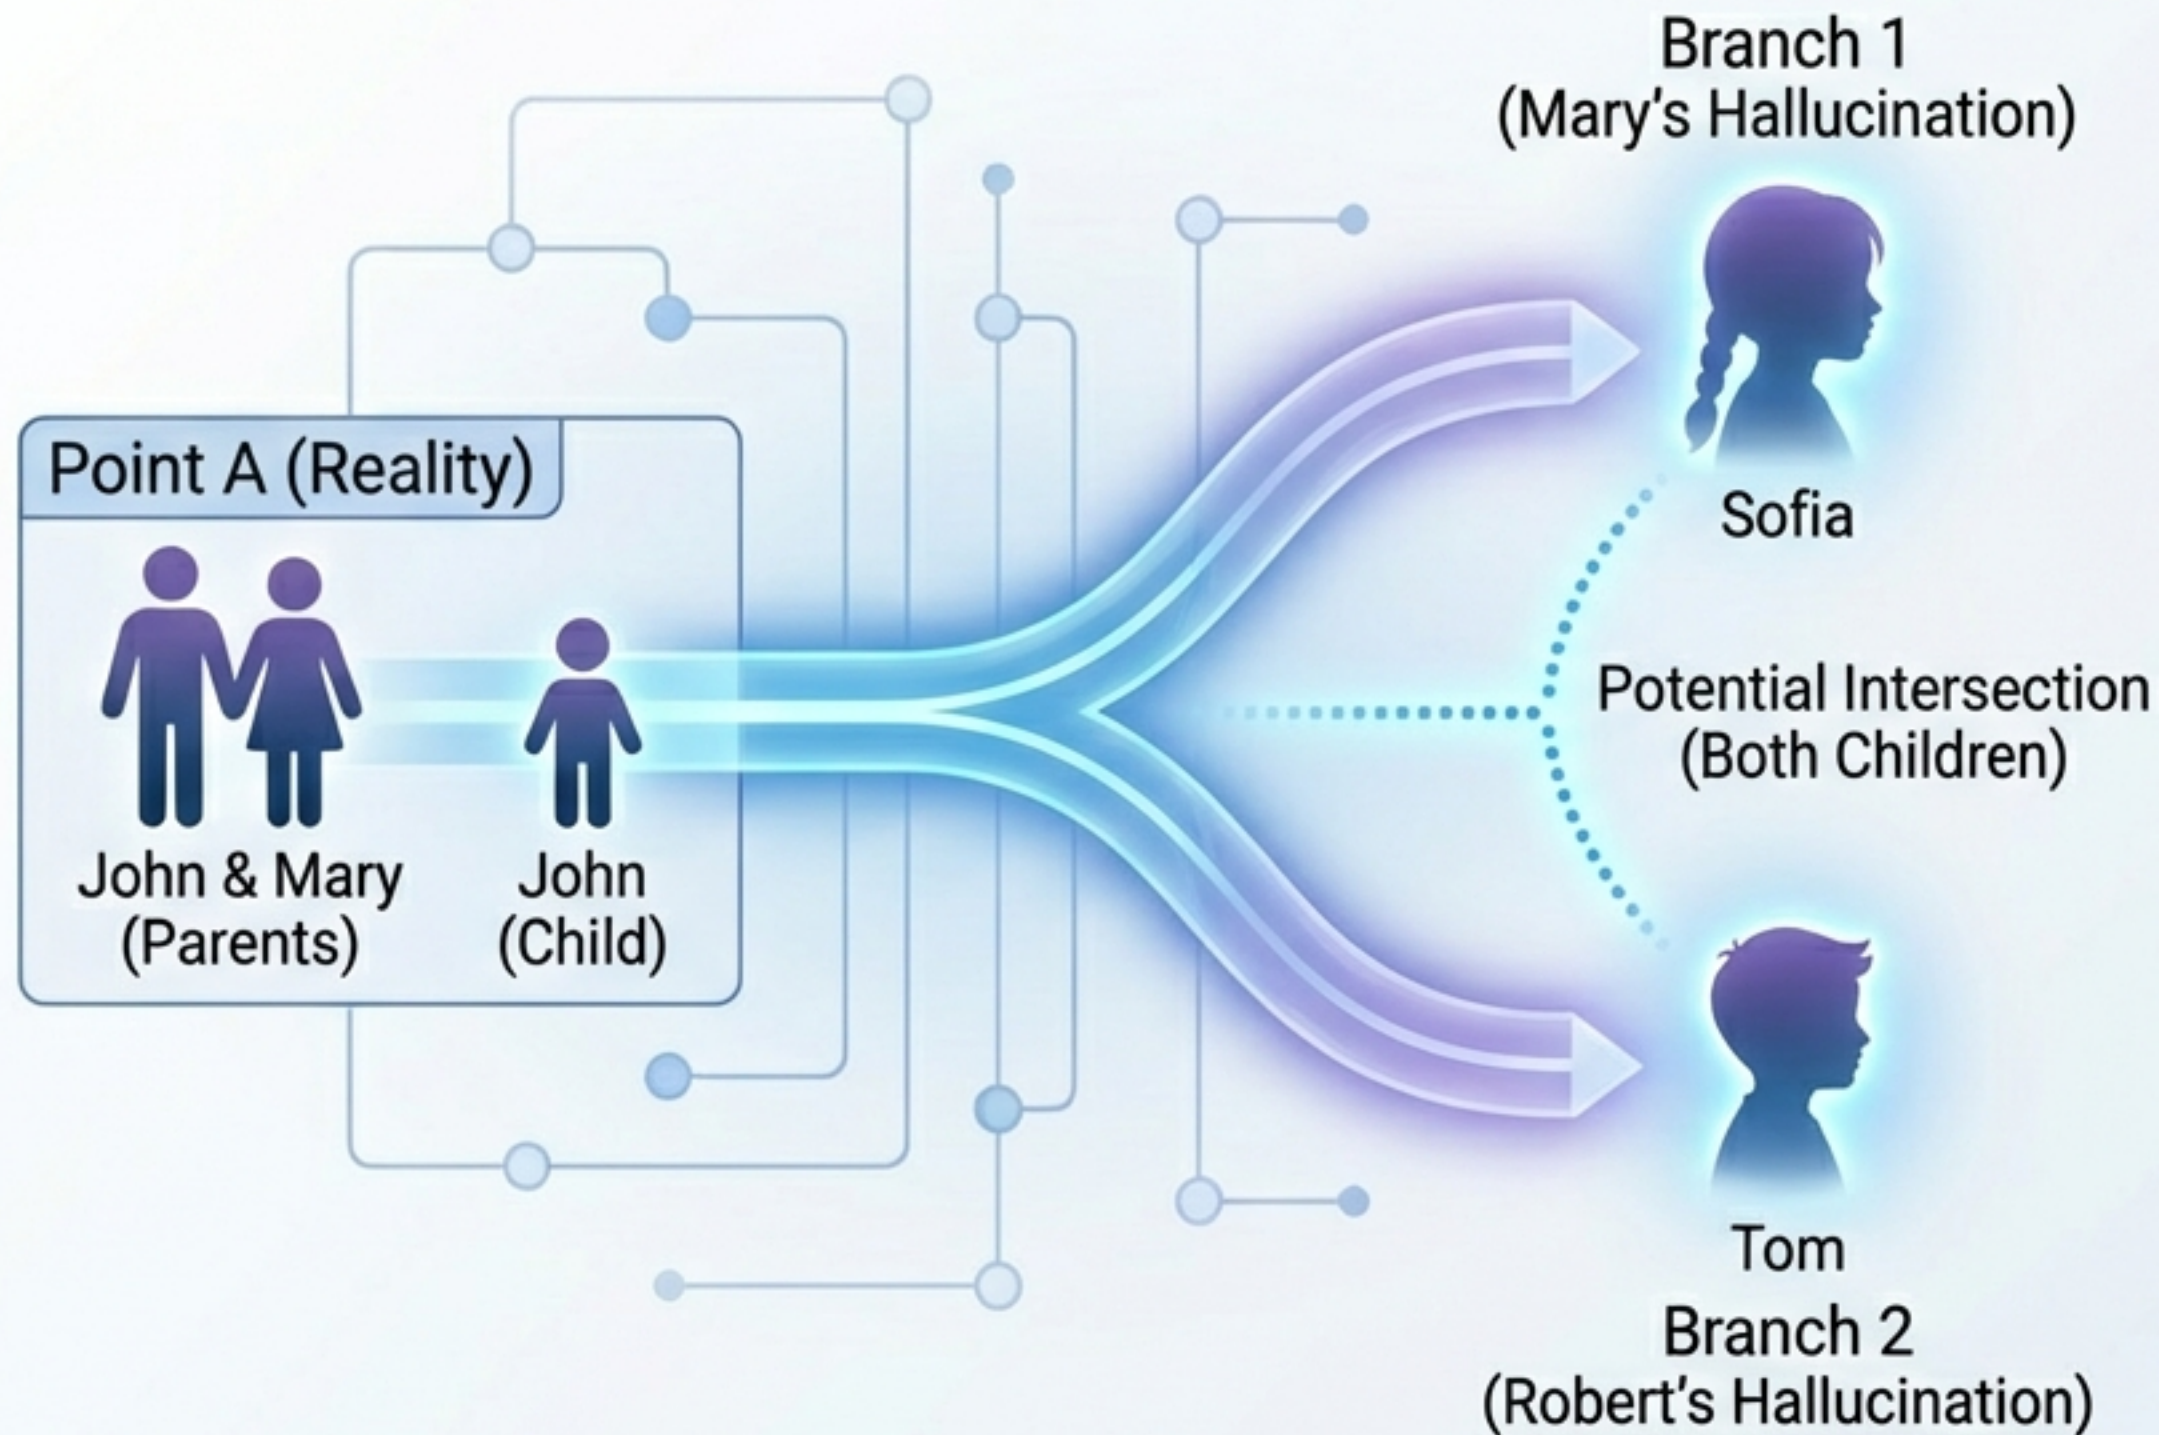 Branch 1
(Mary's Hallucination)
Sofia
Point A (Reality)
John & Mary
(Parents)
John
(Child)
Potential Intersection
(Both Children)
Tom
Branch 2
(Robert's Hallucination)